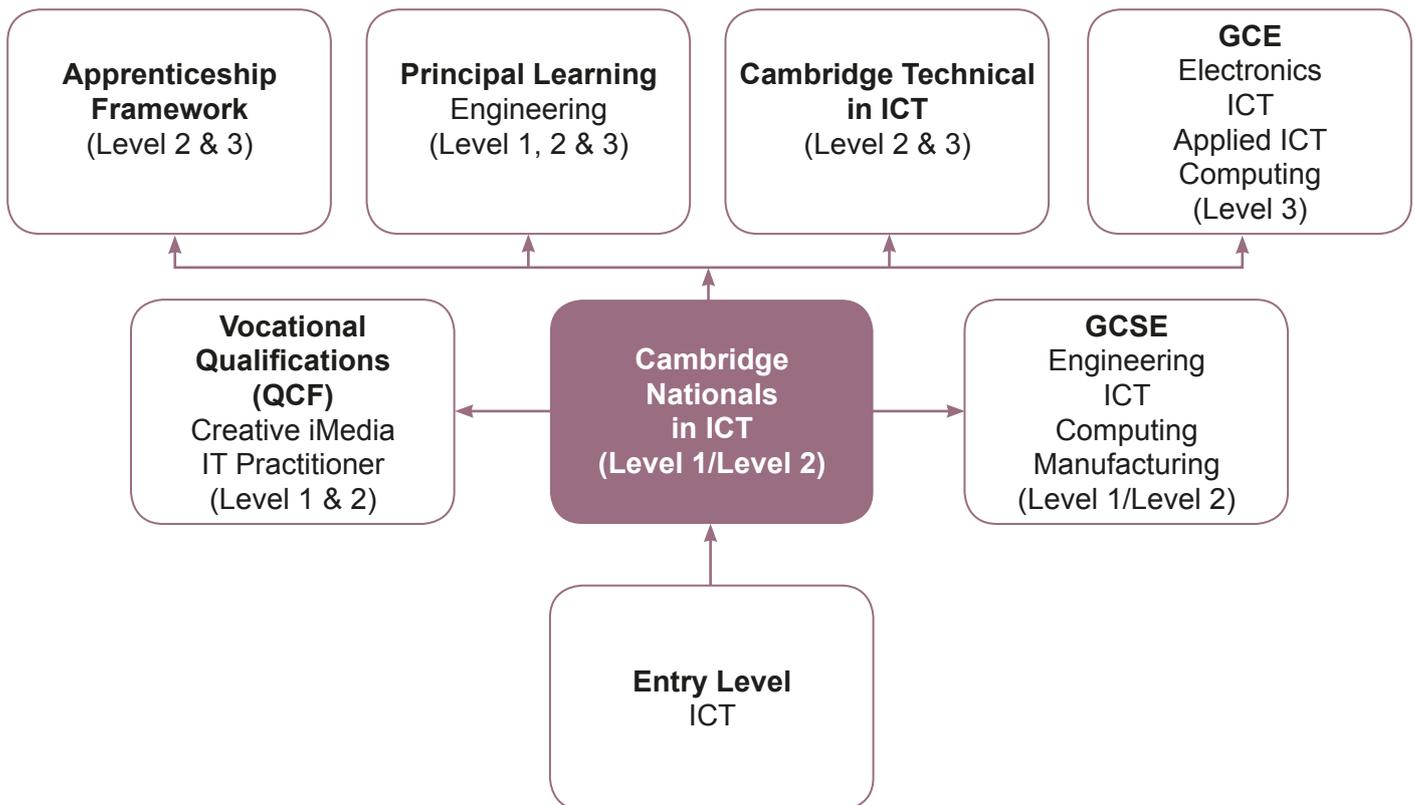 Apprenticeship
Framework
(Level 2 & 3)
Principal Learning
Engineering
(Level 1, 2 & 3)
Cambridge Technical
in ICT
(Level 2 & 3)
GCE
Electronics
ICT
Applied ICT
Computing
(Level 3)
Vocational
Qualifications
(QCF)
Creative iMedia
IT Practitioner
(Level 1 & 2)
Cambridge
Nationals
in ICT
(Level 1/Level 2)
GCSE
Engineering
ICT
Computing
Manufacturing
(Level 1/Level 2)
Entry Level
ICT